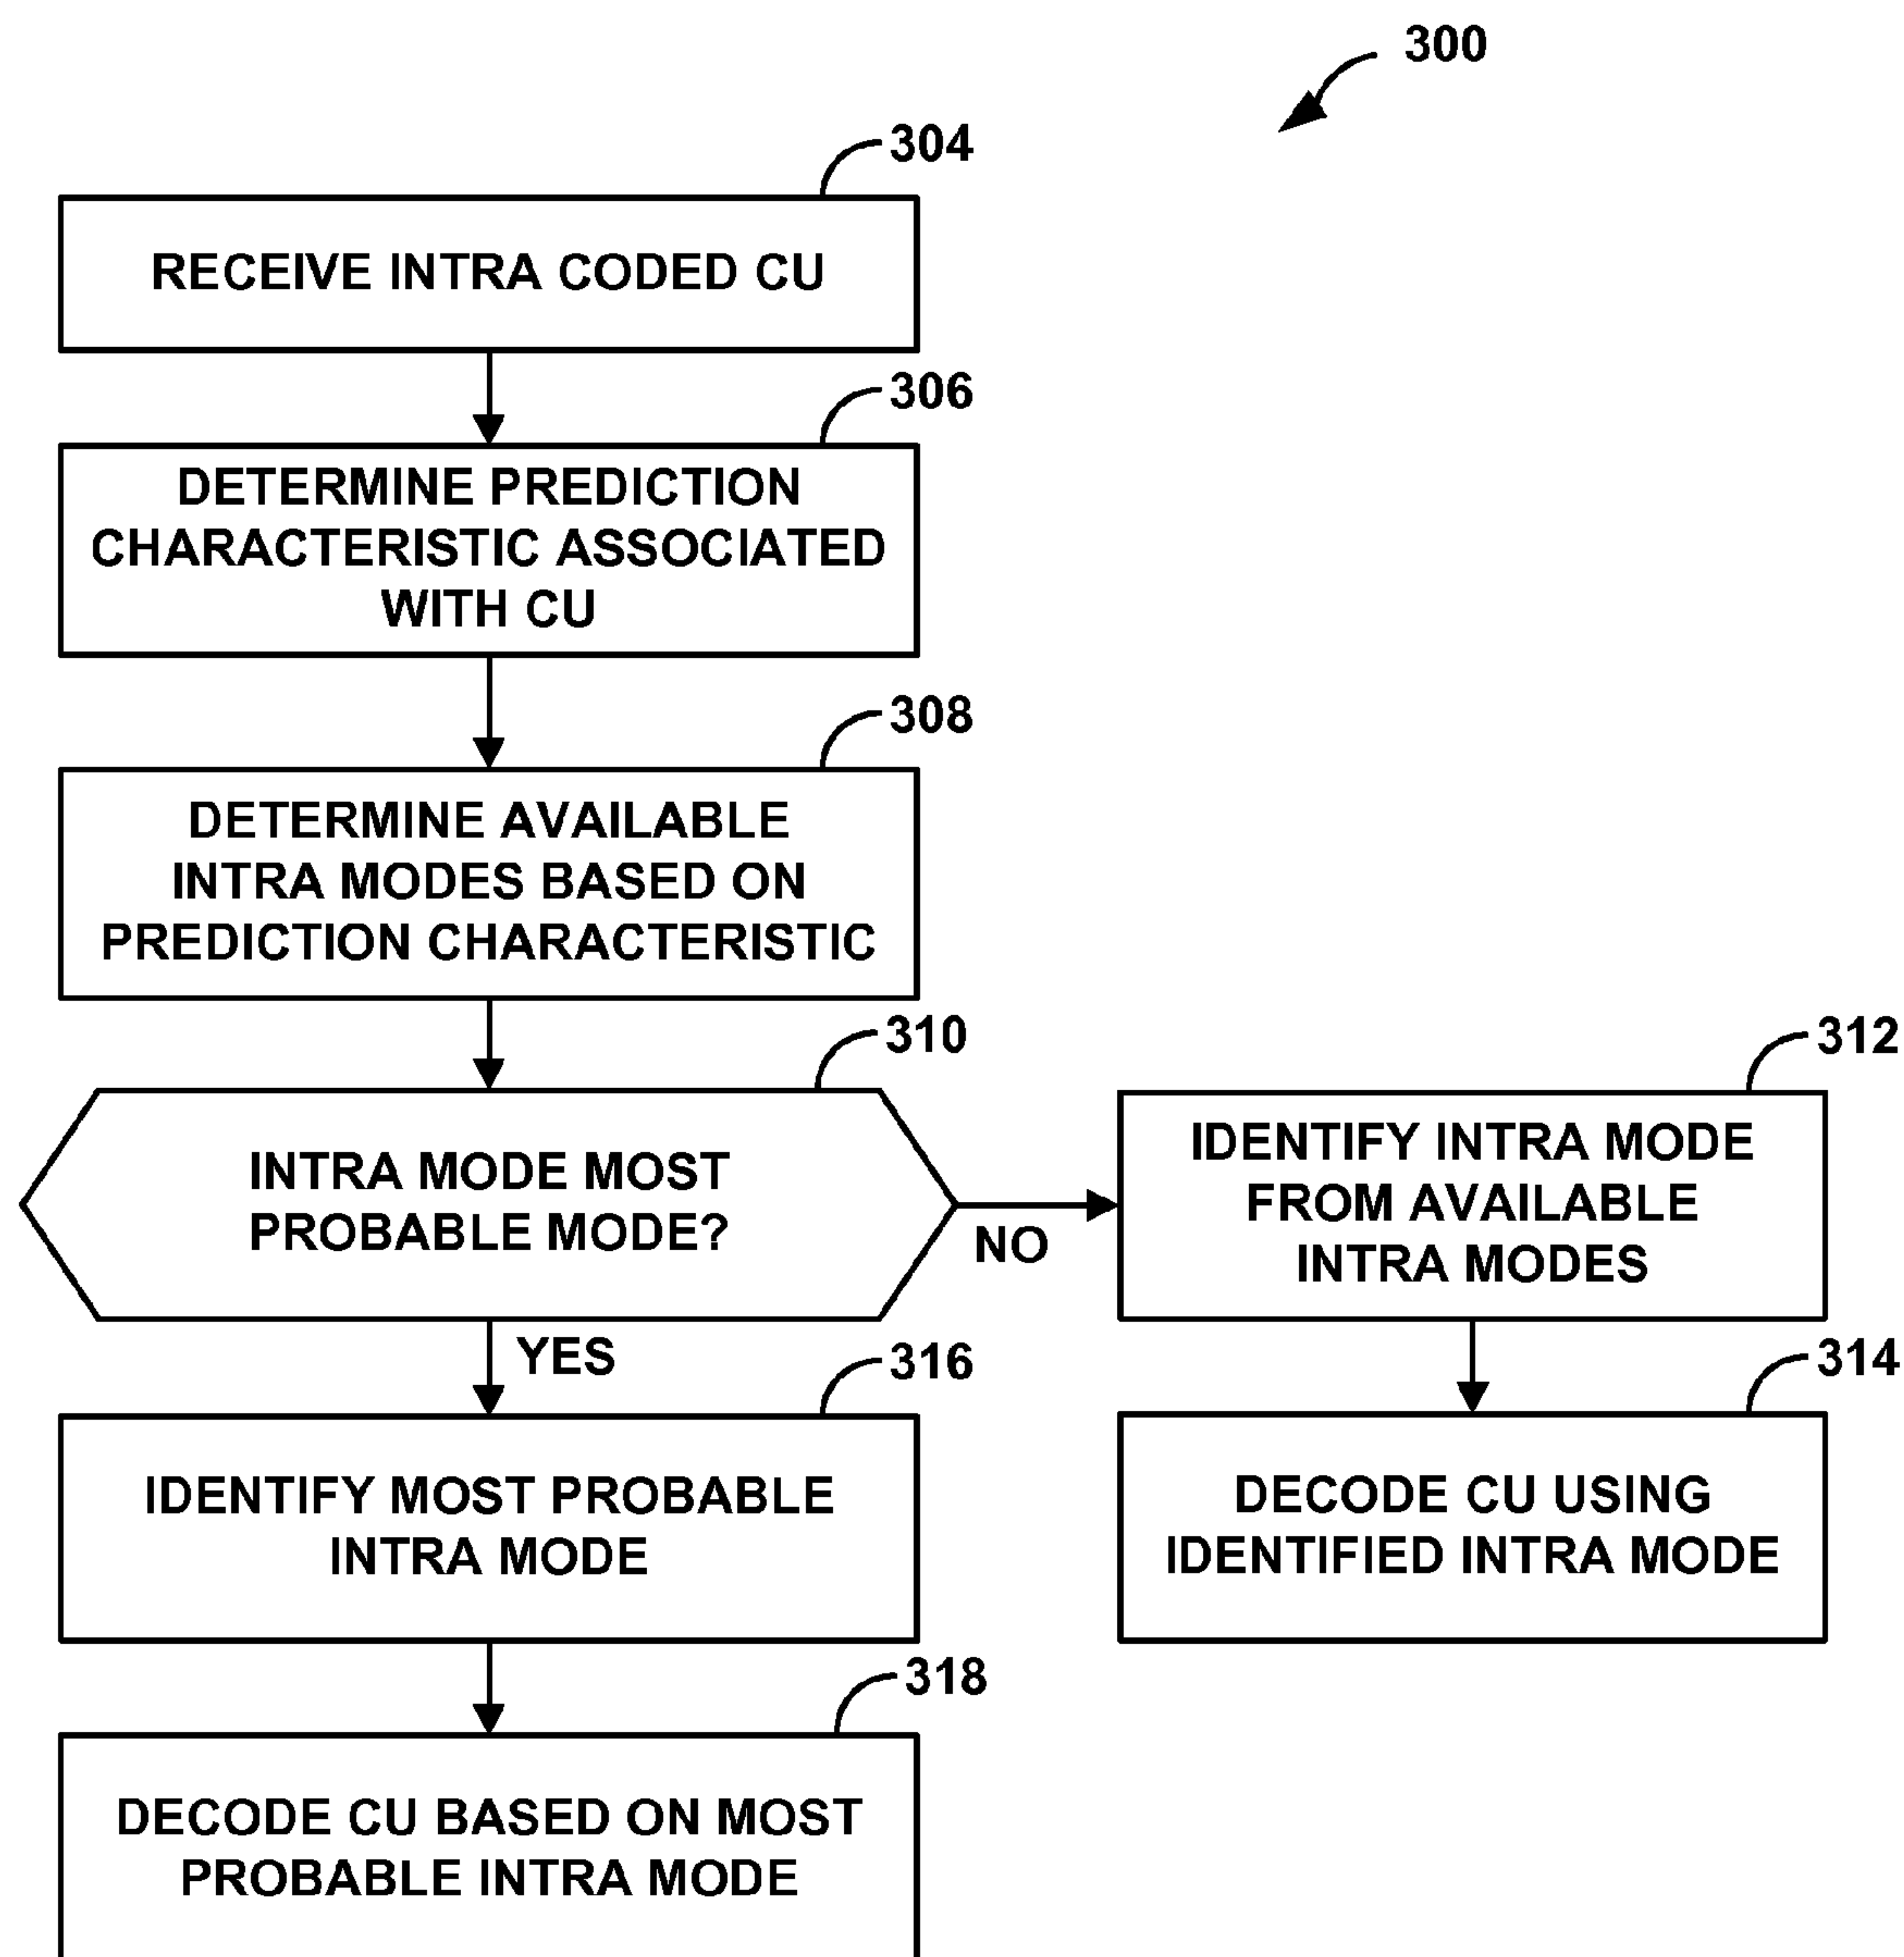 300
304
RECEIVE INTRA CODED CU
306
DETERMINE PREDICTION
CHARACTERISTIC ASSOCIATED
WITH CU
308
DETERMINE AVAILABLE
INTRA MODES BASED ON
PREDICTION CHARACTERISTIC
310
INTRA MODE MOST
PROBABLE MODE?
NO
312
IDENTIFY INTRA MODE
FROM AVAILABLE
INTRA MODES
314
DECODE CU USING
IDENTIFIED INTRA MODE
YES
316
IDENTIFY MOST PROBABLE
INTRA MODE
318
DECODE CU BASED ON MOST
PROBABLE INTRA MODE